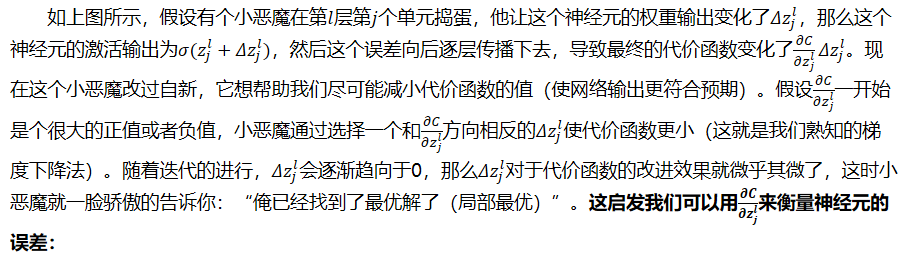 如上图所示，假设有个小恶魔在第$l$层第$j$个单元捣蛋，他让这个神经元的权重输出变化了$\Delta z_j^l$，那么这个
神经元的激活输出为$\sigma(z_j^l + \Delta z_j^l)$，然后这个误差向后逐层传播下去，导致最终的代价函数变化了$\frac{\partial C}{\partial z_j^l}\Delta z_j^l$。现
在这个小恶魔改过自新，它想帮助我们尽可能减小代价函数的值（使网络输出更符合预期）。假设$\frac{\partial C}{\partial z_j^l}$一开始
是个很大的正值或者负值，小恶魔通过选择一个和$\frac{\partial C}{\partial z_j^l}$方向相反的$\Delta z_j^l$使代价函数更小（这就是我们熟知的梯
度下降法）。随着迭代的进行，$\Delta z_j^l$会逐渐趋向于0，那么$\Delta z_j^l$对于代价函数的改进效果就微乎其微了，这时小
恶魔就一脸骄傲的告诉你：“俺已经找到了最优解了（局部最优）”。这启发我们可以用$\frac{\partial C}{\partial z_j^l}$来衡量神经元的
误差：